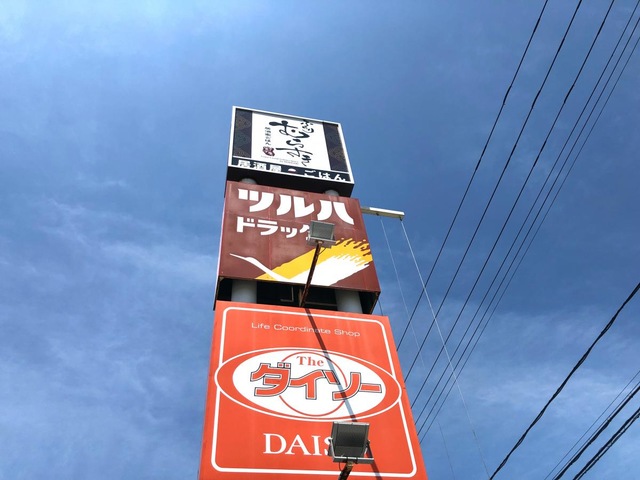 居酒屋 ごはん
ツルハ
ドラッグ
Life Coordinate Shop
The
ダイソー
DAISO